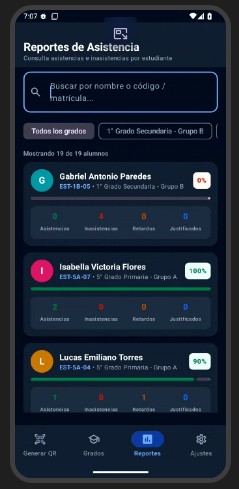 7:07
Reportes de Asistencia
Consulta asistencias e inasistencias por estudiante
Buscar por nombre o código /
matrícula...
Todos los grados
1° Grado Secundaria - Grupo B
Mostrando 19 de 19 alumnos
G
Gabriel Antonio Paredes
EST-1B-05 • 1° Grado Secundaria - Grupo B
0%
0
4
0
0
Asistencias
Inasistencias
Retardos
Justificados
I
Isabella Victoria Flores
EST-5A-07 • 5° Grado Primaria - Grupo A
100%
2
0
0
0
Asistencias
Inasistencias
Retardos
Justificados
L
Lucas Emiliano Torres
EST-5A-04 • 5° Grado Primaria - Grupo A
90%
1
0
1
0
Asistencias
Inasistencias
Retardos
Justificados
Generar QR
Grados
Reportes
Ajustes